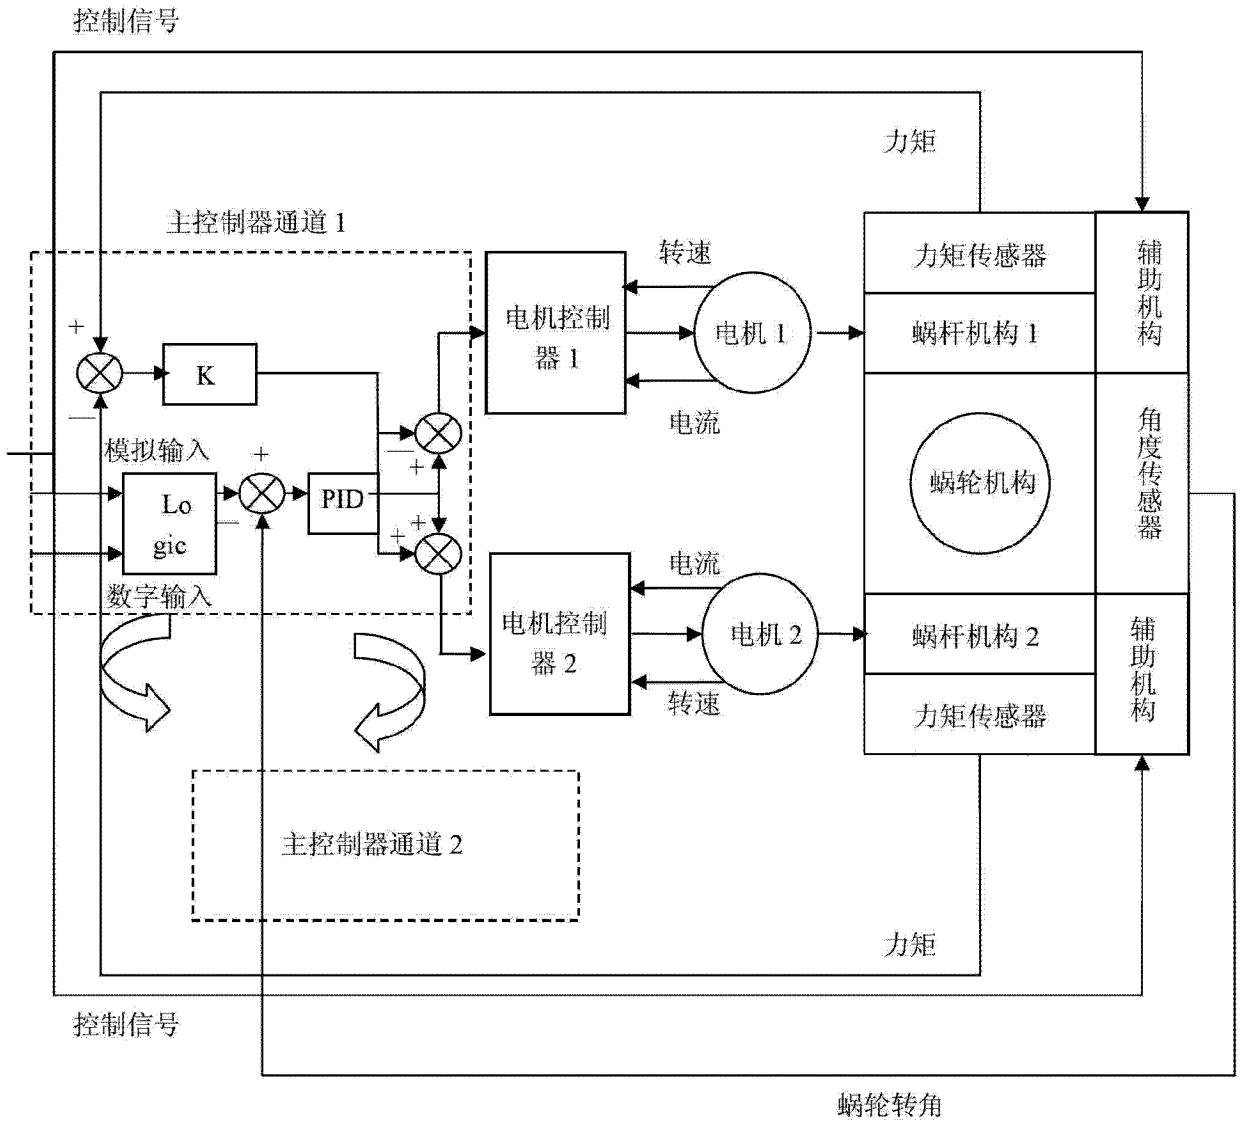 控制信号
力矩
主控制器通道 1
力矩传感器
辅助机构
转速
电机控制
器 1
电机 1
蜗杆机构 1
+
K
电流
—
模拟输入
+
—
+
角度传感器
Lo
gic
PID
蜗轮机构
—
+
+
数字输入
电流
电机控制
器 2
电机 2
蜗杆机构 2
辅助机构
转速
力矩传感器
主控制器通道 2
力矩
控制信号
蜗轮转角